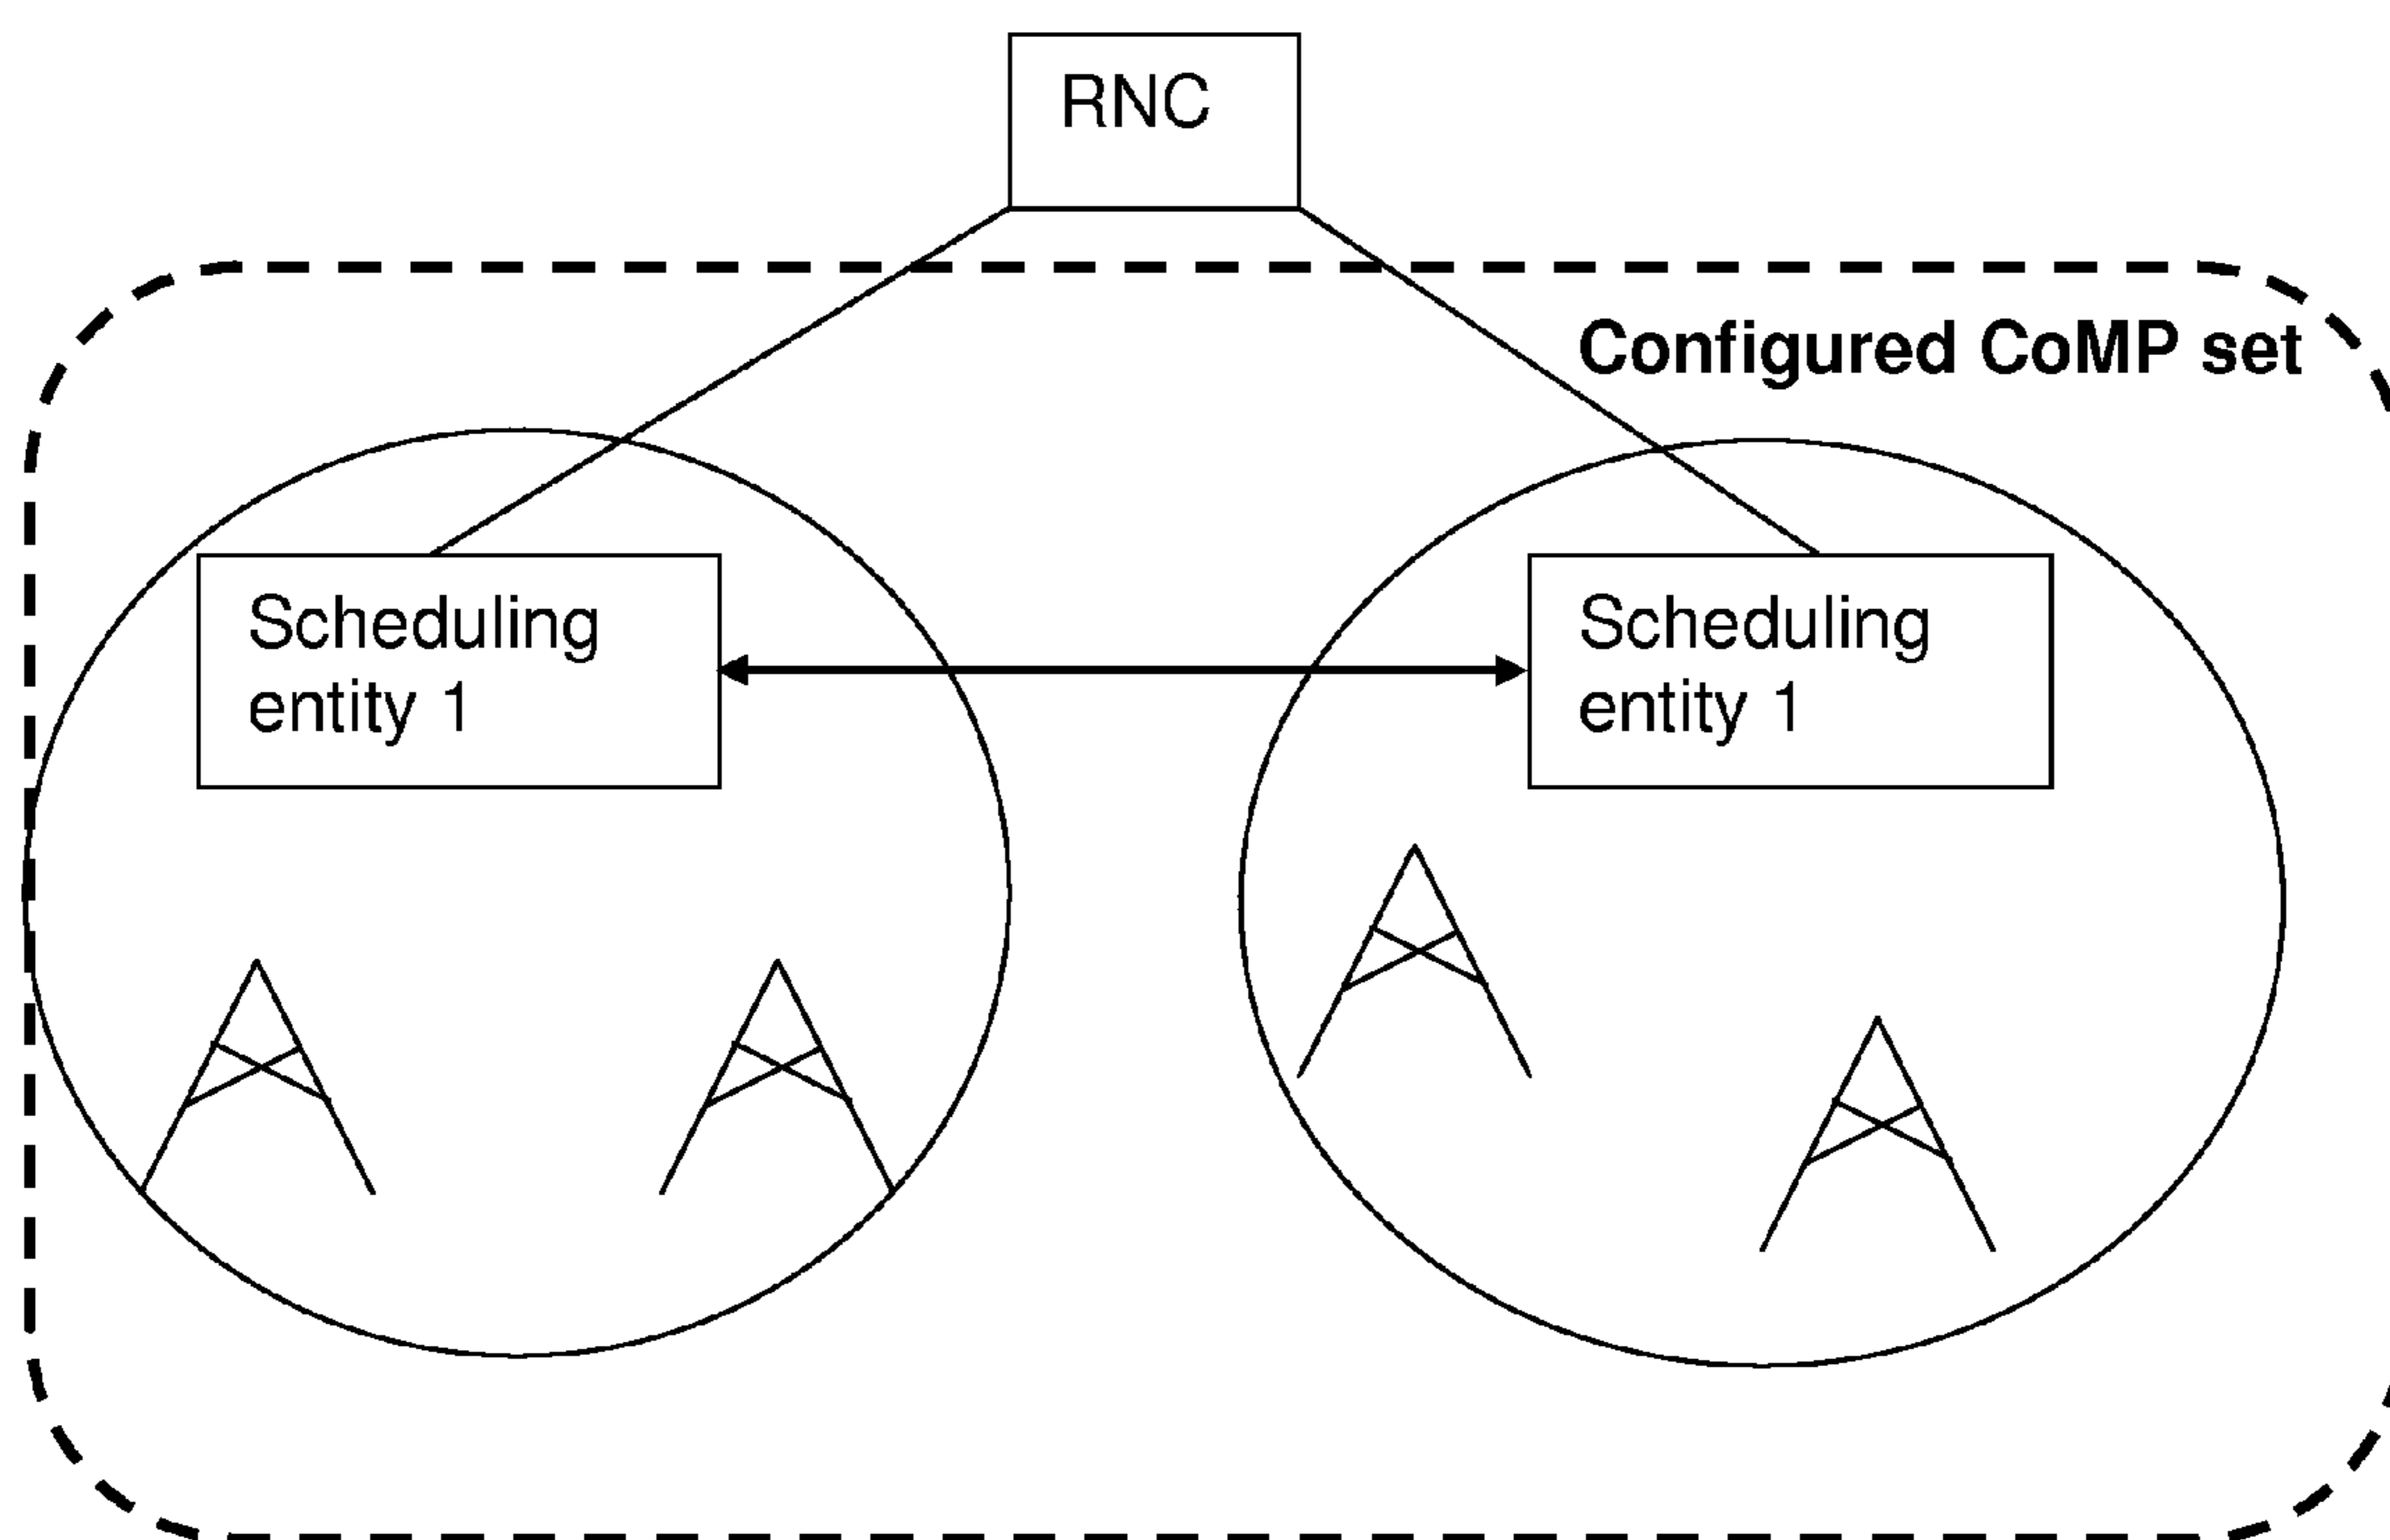 RNC
Configured CoMP set
Scheduling
entity 1
Scheduling
entity 1